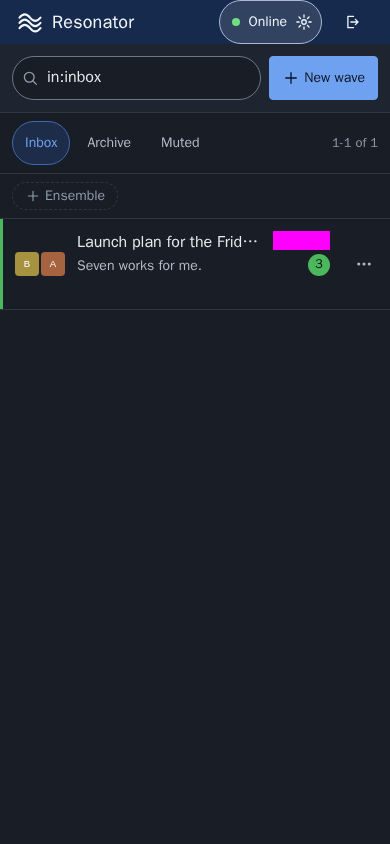 Resonator
Online
in:inbox
New wave
Inbox
Archive
Muted
1-1 of 1
Ensemble
Launch plan for the Frid···
B
A
Seven works for me.
3